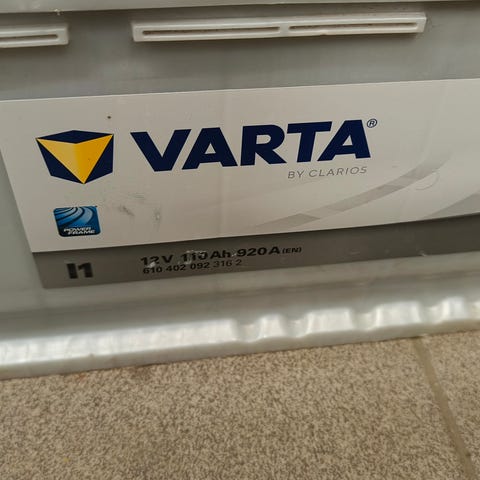 VARTA®
BY CLARIOS
POWER
FRAME
I1
12V 110Ah 920A (EN)
610 402 092 316 2